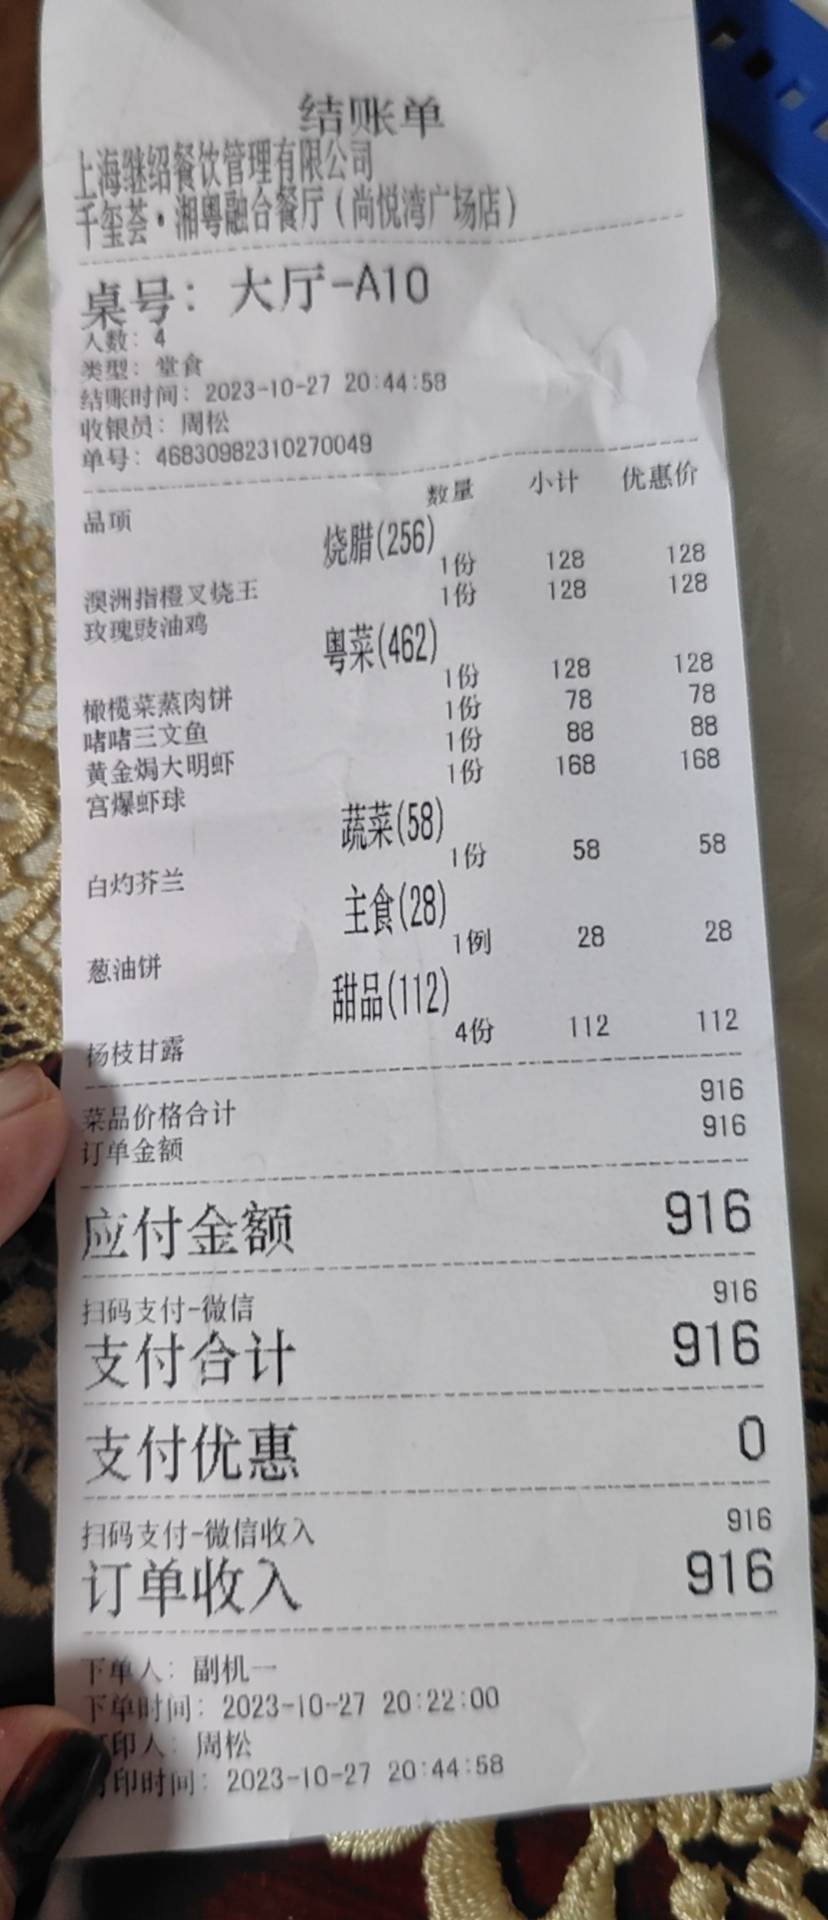 结账单
上海继绍餐饮管理有限公司
千玺荟·湘粤融合餐厅(尚悦湾广场店)
桌号: 大厅-A10
人数: 4
类型: 堂食
结账时间: 2023-10-27 20:44:58
收银员: 周松
单号: 46830982310270049
品项 数量 小计 优惠价
烧腊(256)
澳洲指橙叉烧王 1份 128 128
玫瑰豉油鸡 1份 128 128
粤菜(462)
橄榄菜蒸肉饼 1份 128 128
啫啫三文鱼 1份 78 78
黄金焗大明虾 1份 88 88
宫爆虾球 1份 168 168
蔬菜(58)
白灼芥兰 1份 58 58
主食(28)
葱油饼 1例 28 28
甜品(112)
杨枝甘露 4份 112 112
菜品价格合计 916
订单金额 916
应付金额 916
扫码支付-微信 916
支付合计 916
支付优惠 0
扫码支付-微信收入 916
订单收入 916
下单人: 副机一
下单时间: 2023-10-27 20:22:00
打印人: 周松
打印时间: 2023-10-27 20:44:58